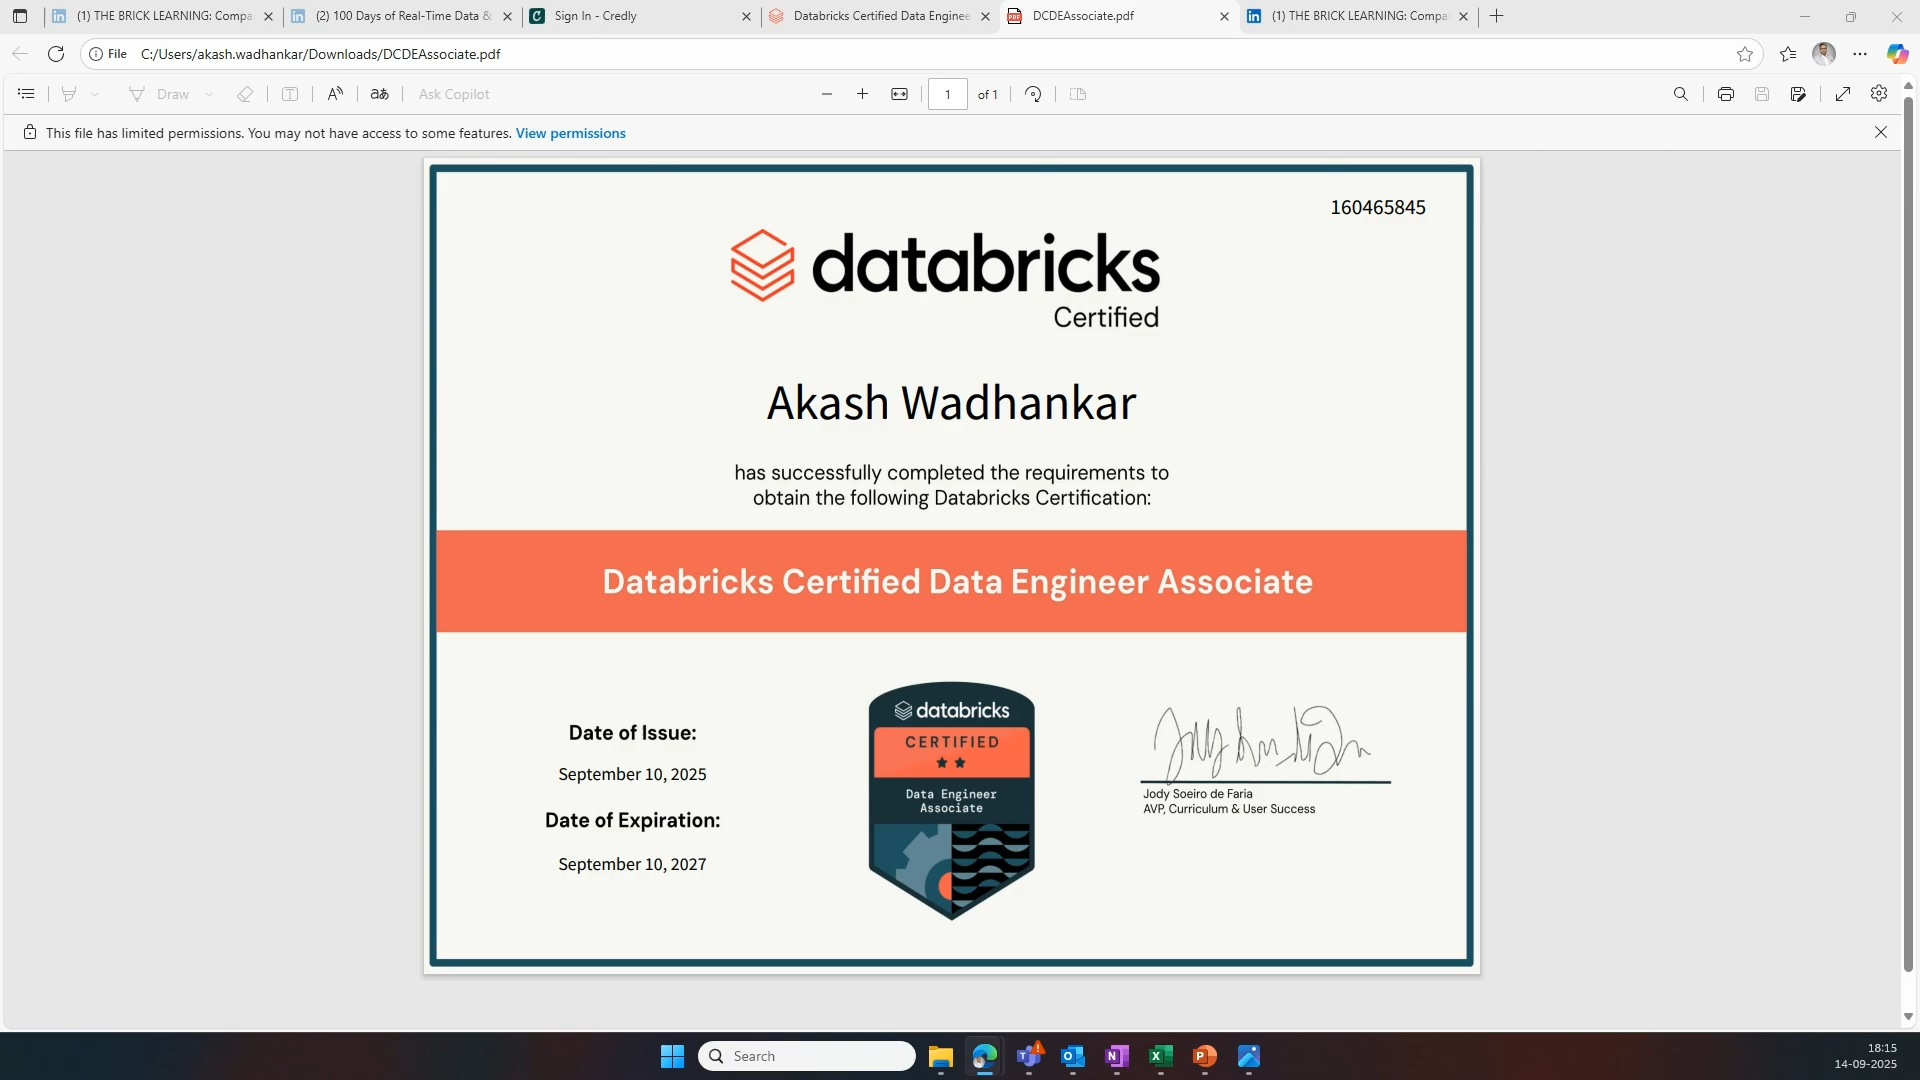 (1) THE BRICK LEARNING: Compa
(2) 100 Days of Real-Time Data &
Sign In - Credly
Databricks Certified Data Enginee
DCDEAssociate.pdf
(1) THE BRICK LEARNING: Compa
File
C:/Users/akash.wadhankar/Downloads/DCDEAssociate.pdf
Draw
Ask Copilot
1
of 1
This file has limited permissions. You may not have access to some features. View permissions
160465845
databricks
Certified
Akash Wadhankar
has successfully completed the requirements to
obtain the following Databricks Certification:
Databricks Certified Data Engineer Associate
Date of Issue:
September 10, 2025
Date of Expiration:
September 10, 2027
databricks
CERTIFIED
Data Engineer
Associate
Jody Soeiro de Faria
AVP, Curriculum & User Success
Search
18:15
14-09-2025